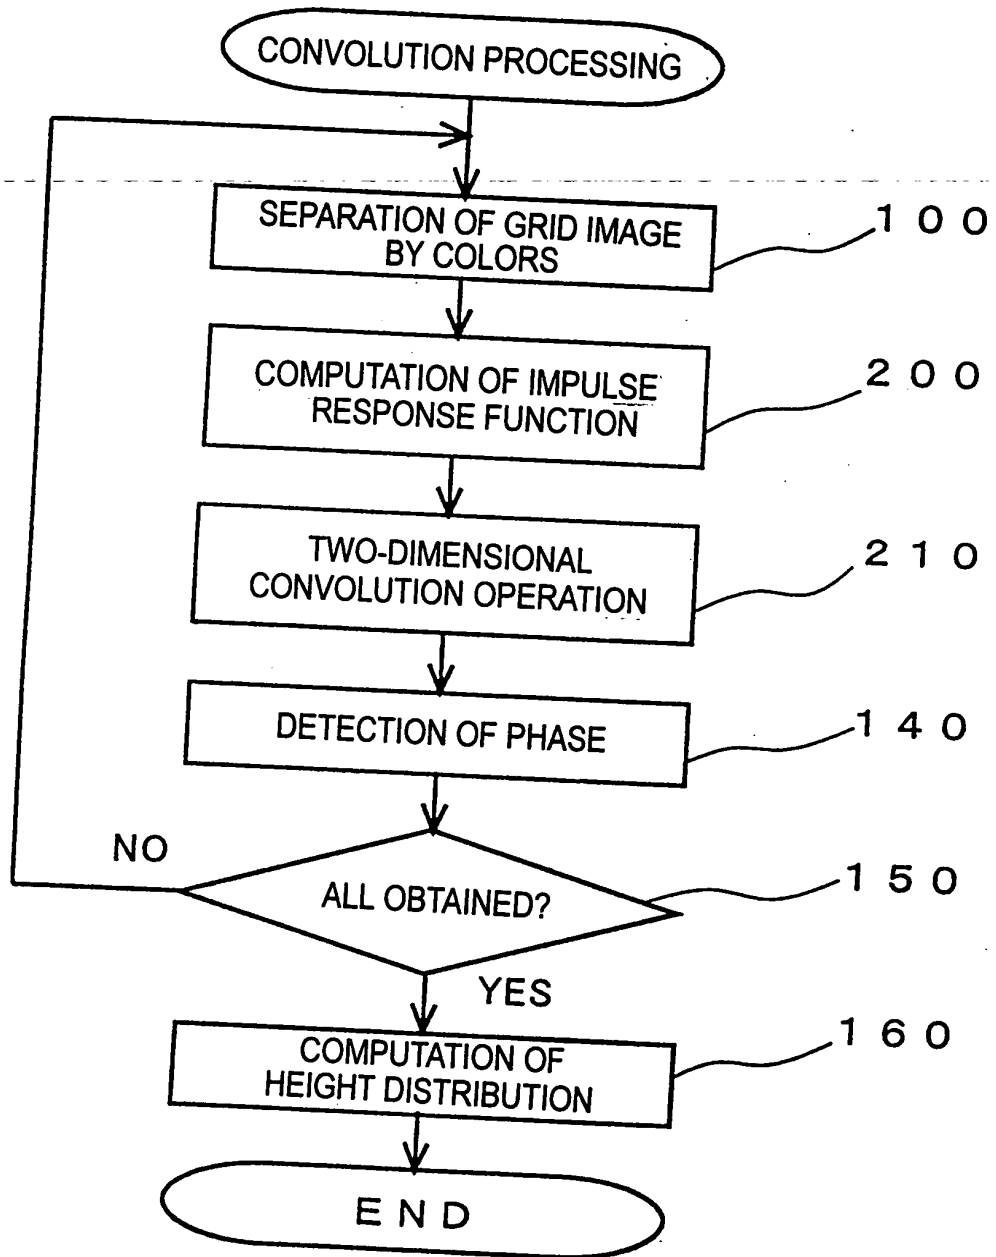 CONVOLUTION PROCESSING
SEPARATION OF GRID IMAGE
BY COLORS
100
COMPUTATION OF IMPULSE
RESPONSE FUNCTION
200
TWO-DIMENSIONAL
CONVOLUTION OPERATION
210
DETECTION OF PHASE
140
NO
ALL OBTAINED?
150
YES
COMPUTATION OF
HEIGHT DISTRIBUTION
160
END